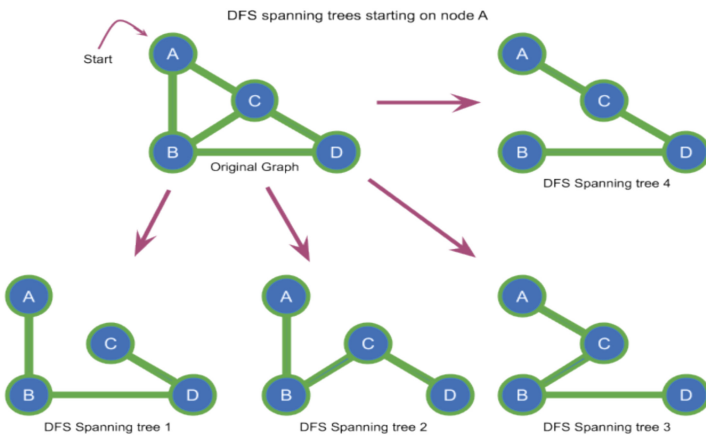 DFS spanning trees starting on node A
Start
A
C
B
D
Original Graph
A
C
B
D
DFS Spanning tree 4
A
C
B
D
DFS Spanning tree 1
A
C
B
D
DFS Spanning tree 2
A
C
B
D
DFS Spanning tree 3